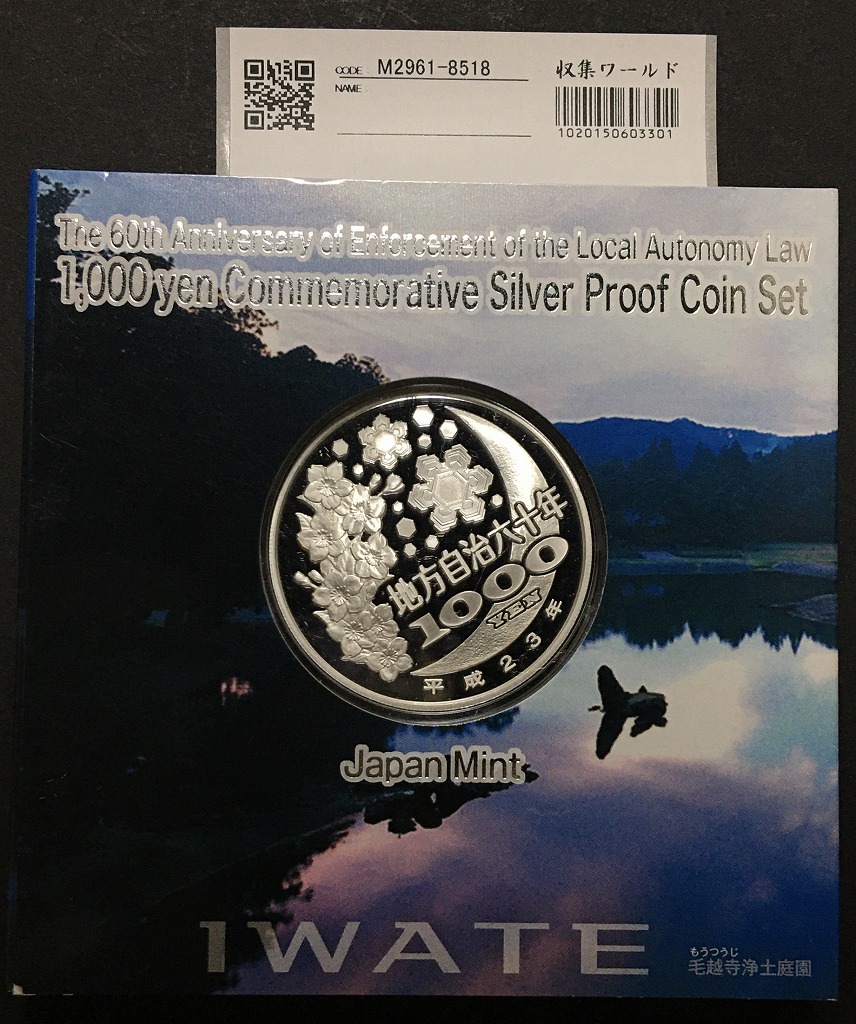 CODE: M2961-8518
収集ワールド
NAME:
1020150603301
The 60th Anniversary of Enforcement of the Local Autonomy Law
1,000 yen Commemorative Silver Proof Coin Set
地方自治六十年
1000
YEN
平成23年
Japan Mint
IWATE
もうつうじ
毛越寺浄土庭園